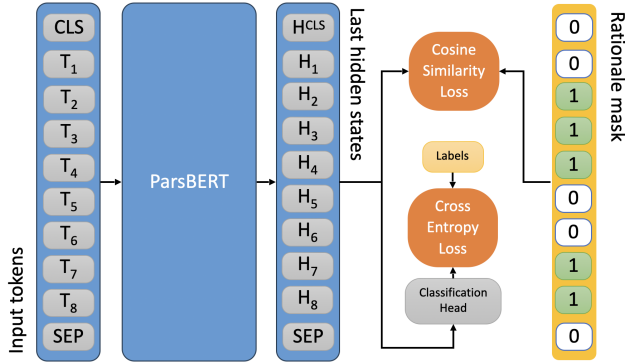 Input tokens
CLS
T1
T2
T3
T4
T5
T6
T7
T8
SEP
ParsBERT
HCLS
H1
H2
H3
H4
H5
H6
H7
H8
SEP
Last hidden states
Cosine
Similarity
Loss
Labels
Cross
Entropy
Loss
Classification
Head
0
0
1
1
1
0
0
1
1
0
Rationale mask